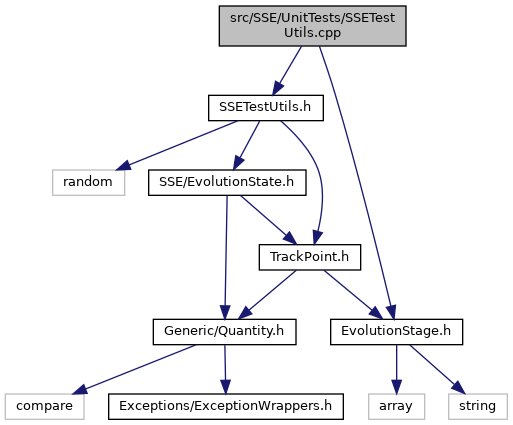 src/SSE/UnitTests/SSETest
Utils.cpp
SSETestUtils.h
random
SSE/EvolutionState.h
TrackPoint.h
Generic/Quantity.h
EvolutionStage.h
compare
Exceptions/ExceptionWrappers.h
array
string